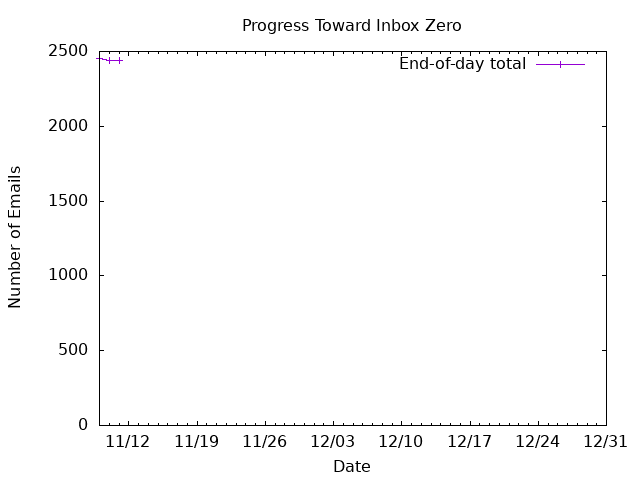 Progress Toward Inbox Zero
End-of-day total
2500
2000
1500
1000
500
0
Number of Emails
11/12 11/19 11/26 12/03 12/10 12/17 12/24 12/31
Date